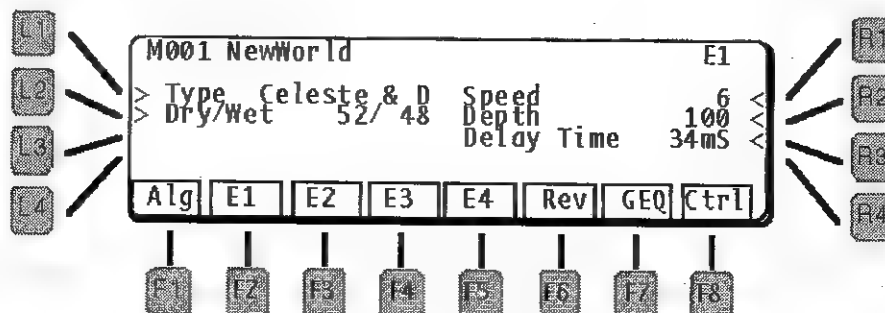 M001 NewWorld E1
L1 R1
> Type Celeste & D Speed 6 <
L2 R2
> Dry/Wet 52/ 48 Depth 100 <
L3 Delay Time 34mS < R3
L4 R4
Alg E1 E2 E3 E4 Rev GEQ Ctrl
F1 F2 F3 F4 F5 F6 F7 F8